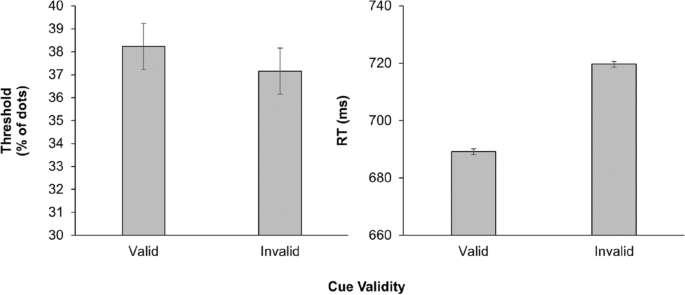 Threshold
(% of dots)
40
39
38
37
36
35
34
33
32
31
30
Valid
Invalid
RT (ms)
740
720
700
680
660
Valid
Invalid
Cue Validity